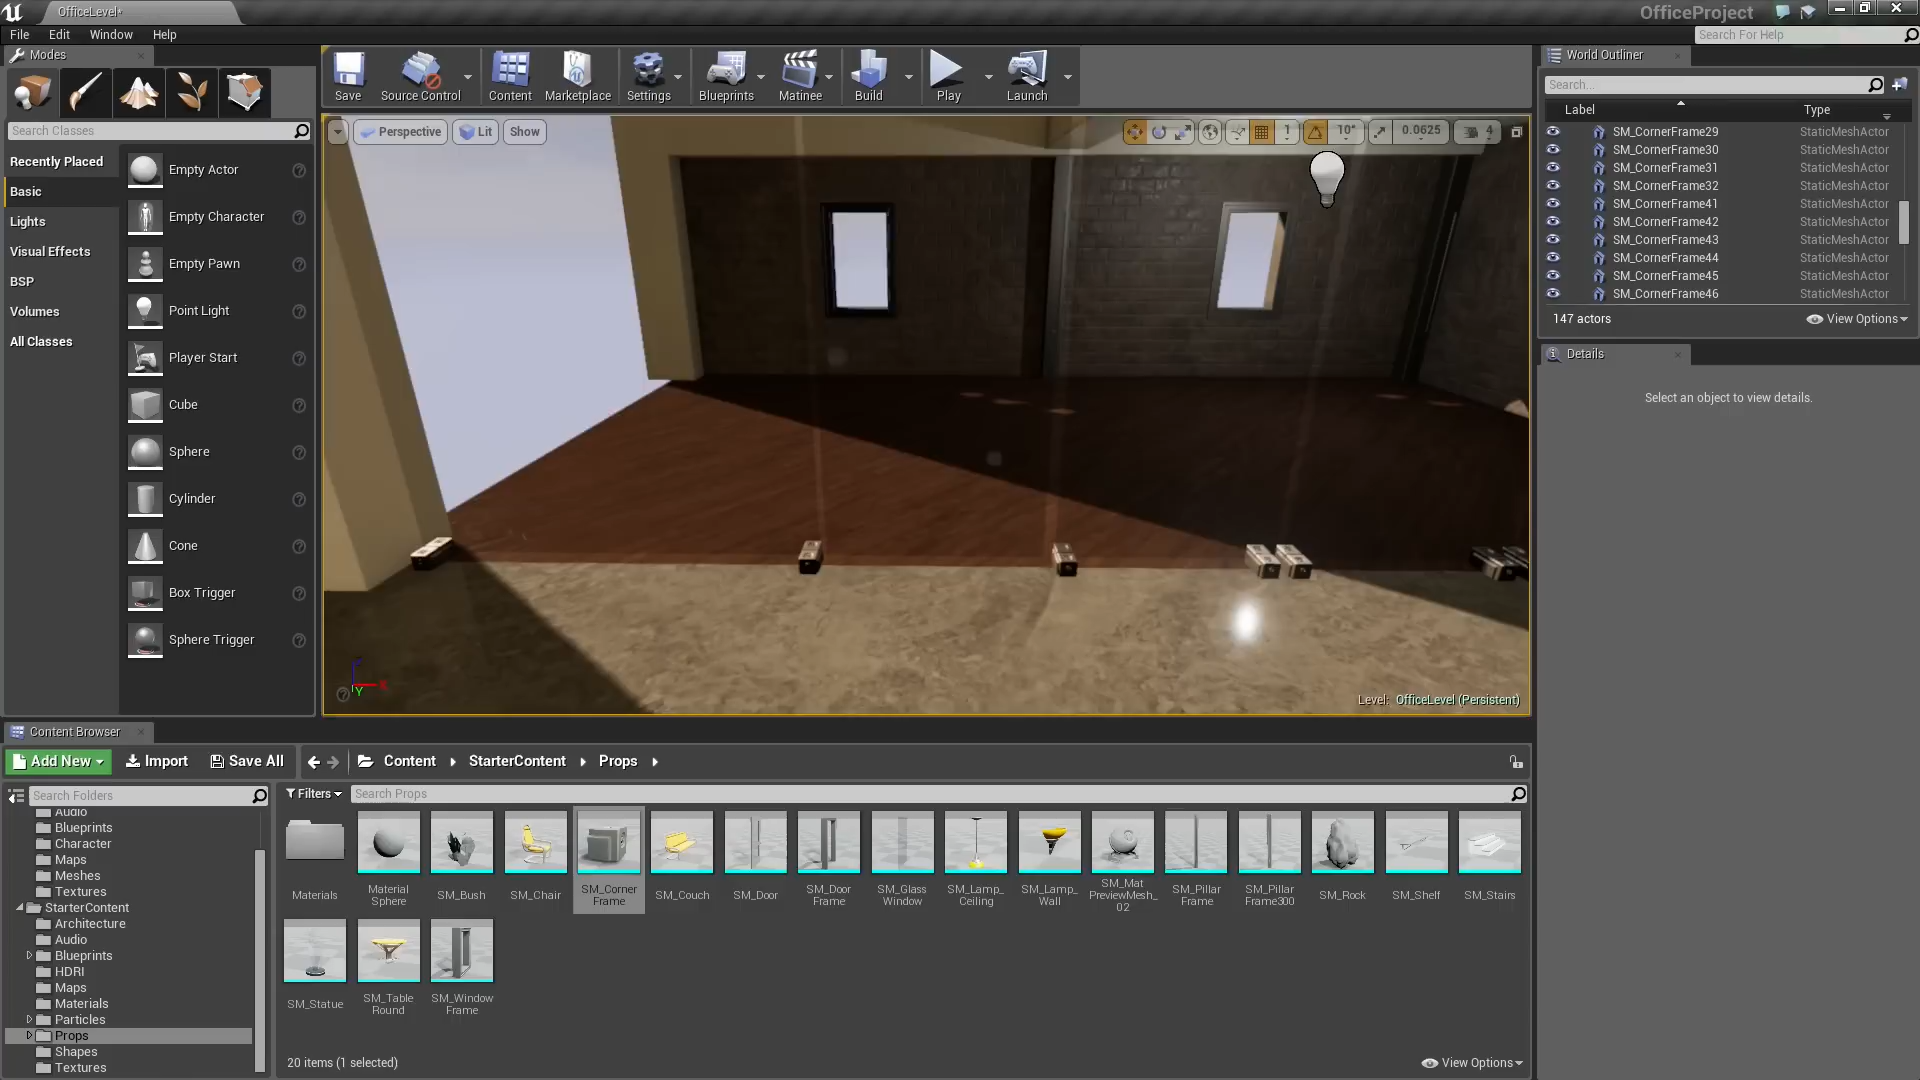 OfficeLevel*
OfficeProject
File Edit Window Help
Search For Help
Modes
Search Classes
Recently Placed
Basic
Lights
Visual Effects
BSP
Volumes
All Classes
Empty Actor
Empty Character
Empty Pawn
Point Light
Player Start
Cube
Sphere
Cylinder
Cone
Box Trigger
Sphere Trigger
Save Source Control Content Marketplace Settings Blueprints Matinee Build Play Launch
Perspective Lit Show
1 10° 0.0625 4
Y X
Level: OfficeLevel (Persistent)
World Outliner
Search...
Label Type
SM_CornerFrame29 StaticMeshActor
SM_CornerFrame30 StaticMeshActor
SM_CornerFrame31 StaticMeshActor
SM_CornerFrame32 StaticMeshActor
SM_CornerFrame41 StaticMeshActor
SM_CornerFrame42 StaticMeshActor
SM_CornerFrame43 StaticMeshActor
SM_CornerFrame44 StaticMeshActor
SM_CornerFrame45 StaticMeshActor
SM_CornerFrame46 StaticMeshActor
147 actors View Options
Details
Select an object to view details.
Content Browser
Add New Import Save All Content StarterContent Props
Search Folders
Filters Search Props
Audio
Blueprints
Character
Maps
Meshes
Textures
StarterContent
Architecture
Audio
Blueprints
HDRI
Maps
Materials
Particles
Props
Shapes
Textures
Materials
Material
Sphere
SM_Bush
SM_Chair
SM_Corner
Frame
SM_Couch
SM_Door
SM_Door
Frame
SM_Glass
Window
SM_Lamp_
Ceiling
SM_Lamp_
Wall
SM_Mat
PreviewMesh_
02
SM_Pillar
Frame
SM_Pillar
Frame300
SM_Rock
SM_Shelf
SM_Stairs
SM_Statue
SM_Table
Round
SM_Window
Frame
20 items (1 selected)
View Options